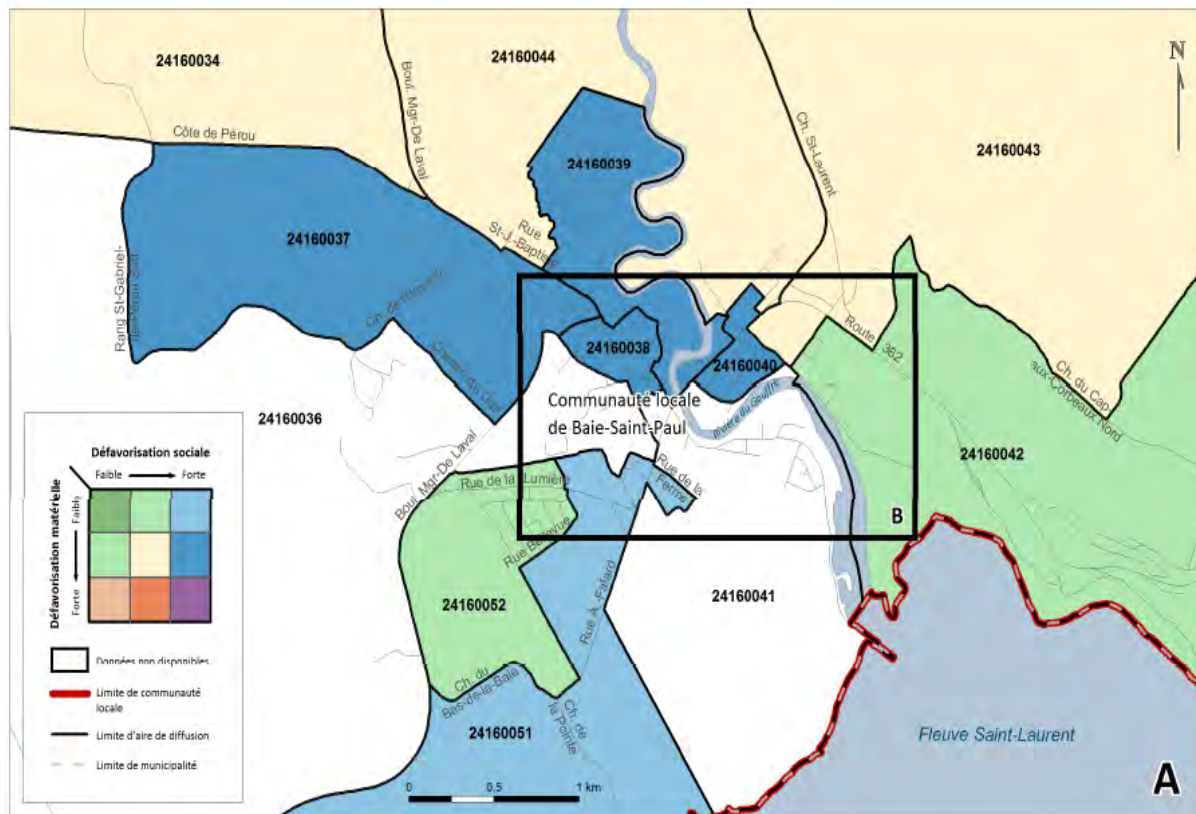 24160034
24160044
N
Boul. Mgr-De Laval
Ch. St-Laurent
Côte de Pérou
24160039
24160043
24160037
Rue
St-J.-Baptiste
Rang St-Gabriel-
Route
362
24160038
24160040
Ch. du Cap-
aux-Corbeaux Nord
Communauté locale
de Baie-Saint-Paul
Rivière du Gouffre
24160036
24160042
Boul. Mgr-De Laval
Rue de la Lumière
Rue de la
Ferme
B
Rue Bellevue
24160052
24160041
Rue A.-Fafard
Ch. du
Bas-de-la-Baie
Ch. de
la Pointe
24160051
Fleuve Saint-Laurent
Défavorisation sociale
Faible
Forte
Défavorisation matérielle
Faible
Forte
Données non disponibles
Limite de communauté
locale
Limite d'aire de diffusion
Limite de municipalité
0
0.5
1 km
A